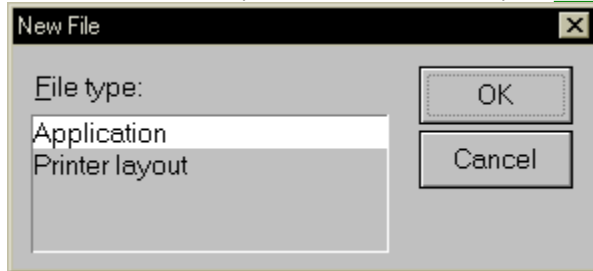 New File
File type:
OK
Application
Printer layout
Cancel